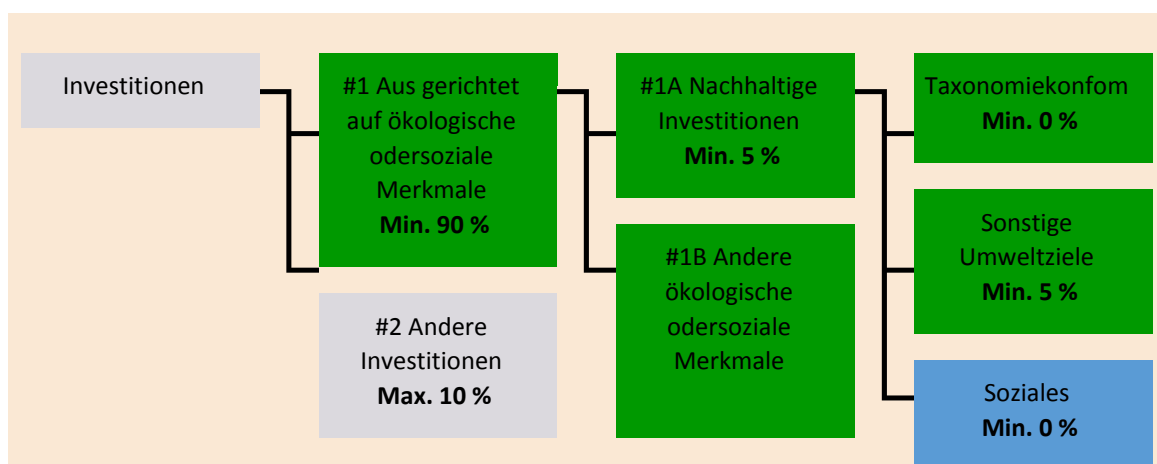 Investitionen
#1 Aus gerichtet
auf ökologische
odersoziale
Merkmale
Min. 90 %
#2 Andere
Investitionen
Max. 10 %
#1A Nachhaltige
Investitionen
Min. 5 %
#1B Andere
ökologische
odersoziale
Merkmale
Taxonomiekonfom
Min. 0 %
Sonstige
Umweltziele
Min. 5 %
Soziales
Min. 0 %